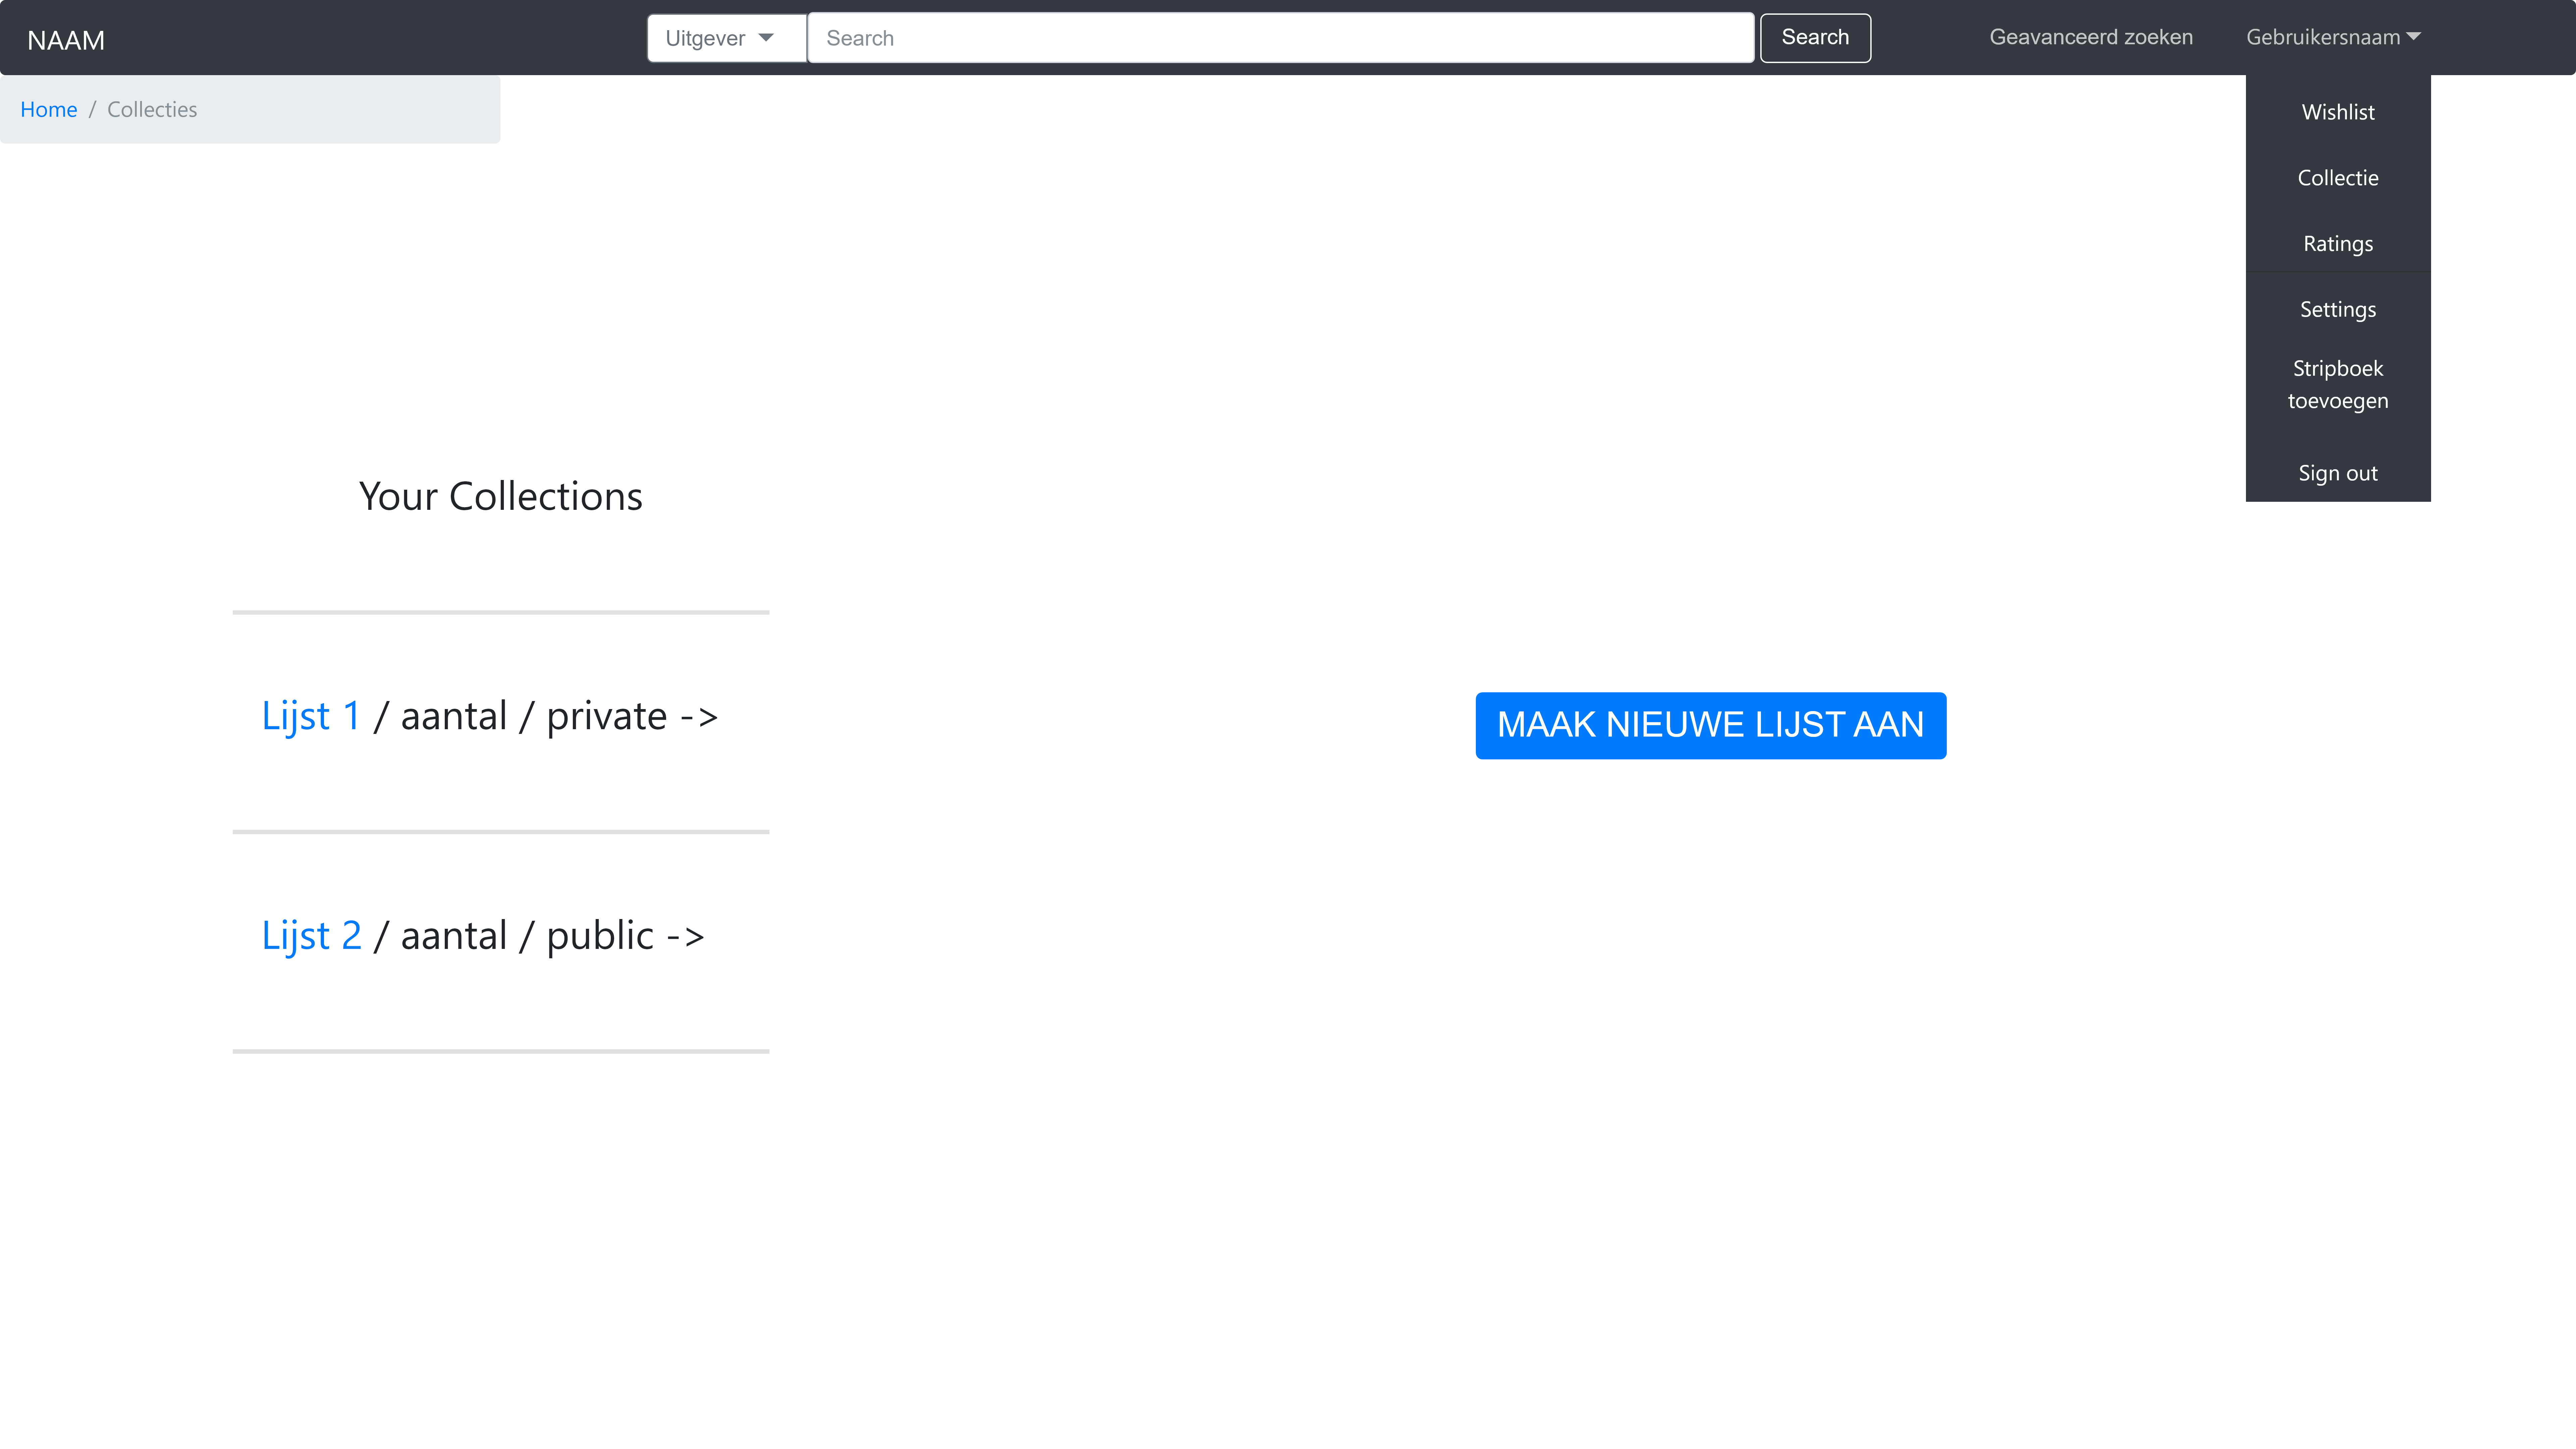 NAAM
Uitgever
Search
Search
Geavanceerd zoeken
Gebruikersnaam
Home / Collecties
Wishlist
Collectie
Ratings
Settings
Stripboek
toevoegen
Sign out
Your Collections
Lijst 1 / aantal / private ->
MAAK NIEUWE LIJST AAN
Lijst 2 / aantal / public ->